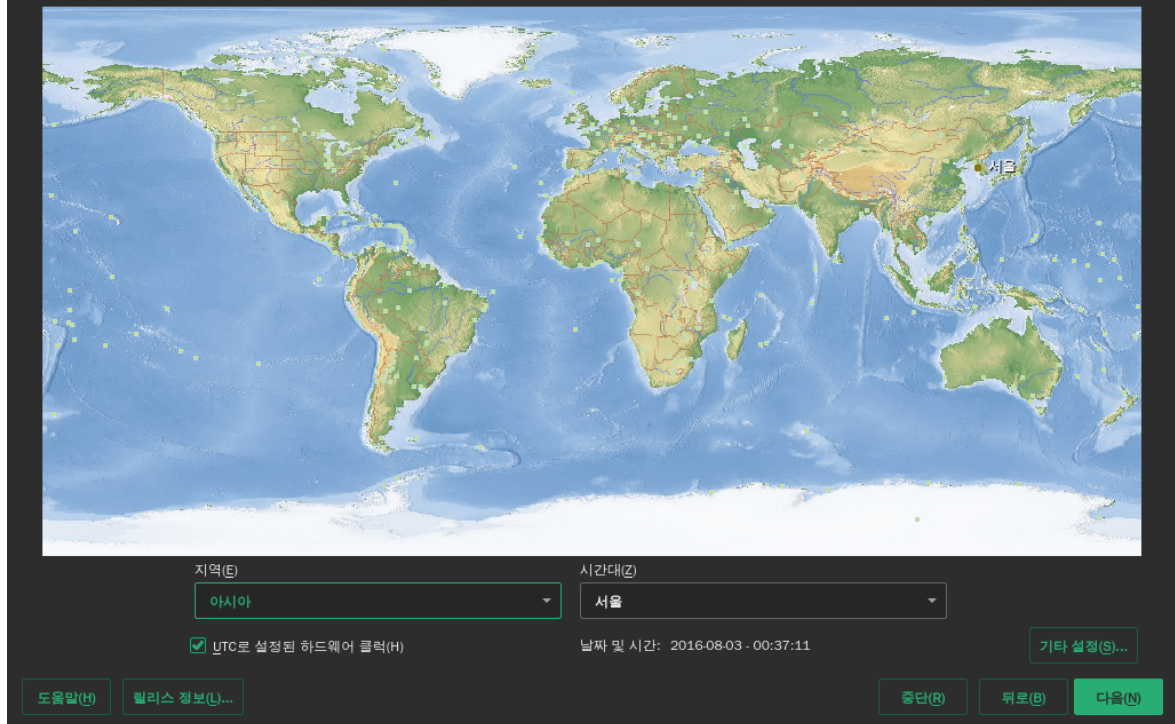 서울
지역(E) 시간대(Z)
아시아 서울
UTC로 설정된 하드웨어 클럭(H) 날짜 및 시간: 2016-08-03 - 00:37:11 기타 설정(S)...
도움말(H) 릴리스 정보(L)... 중단(R) 뒤로(B) 다음(N)